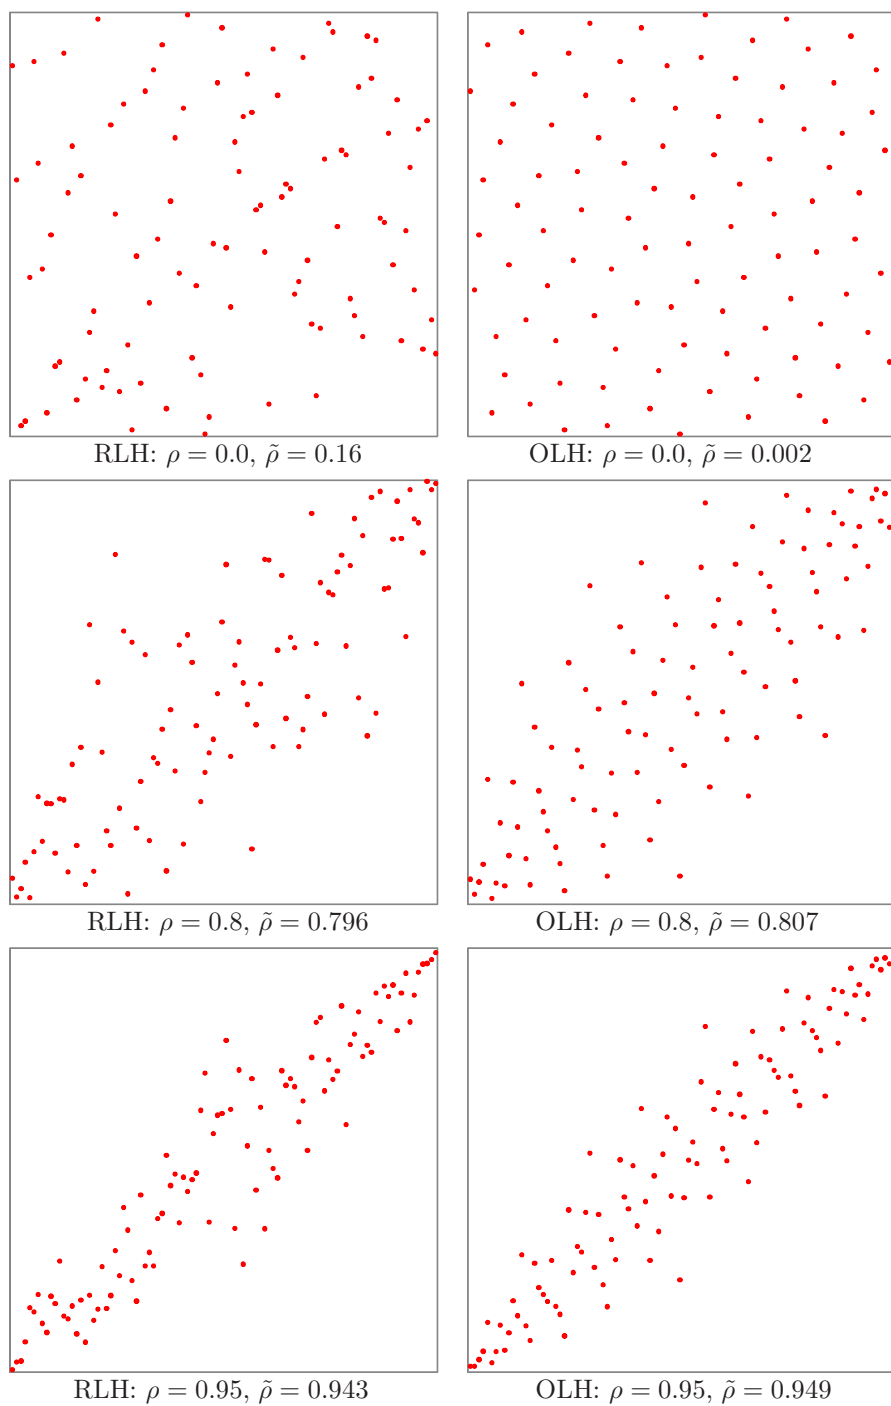 RLH: ρ = 0.0, ρ̃ = 0.16
OLH: ρ = 0.0, ρ̃ = 0.002
RLH: ρ = 0.8, ρ̃ = 0.796
OLH: ρ = 0.8, ρ̃ = 0.807
RLH: ρ = 0.95, ρ̃ = 0.943
OLH: ρ = 0.95, ρ̃ = 0.949